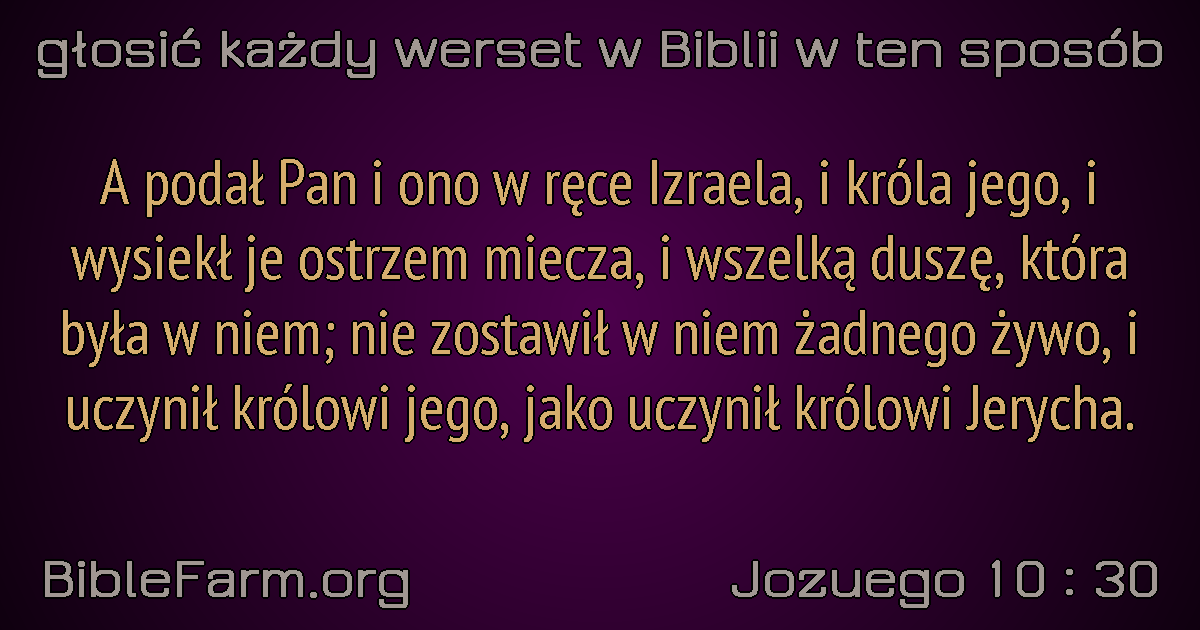 głosić każdy werset w Biblii w ten sposób
A podał Pan i ono w ręce Izraela, i króla jego, i
wysiekł je ostrzem miecza, i wszelką duszę, która
była w niem; nie zostawił w niem żadnego żywo, i
uczynił królowi jego, jako uczynił królowi Jerycha.
BibleFarm.org
Jozuego 10 : 30